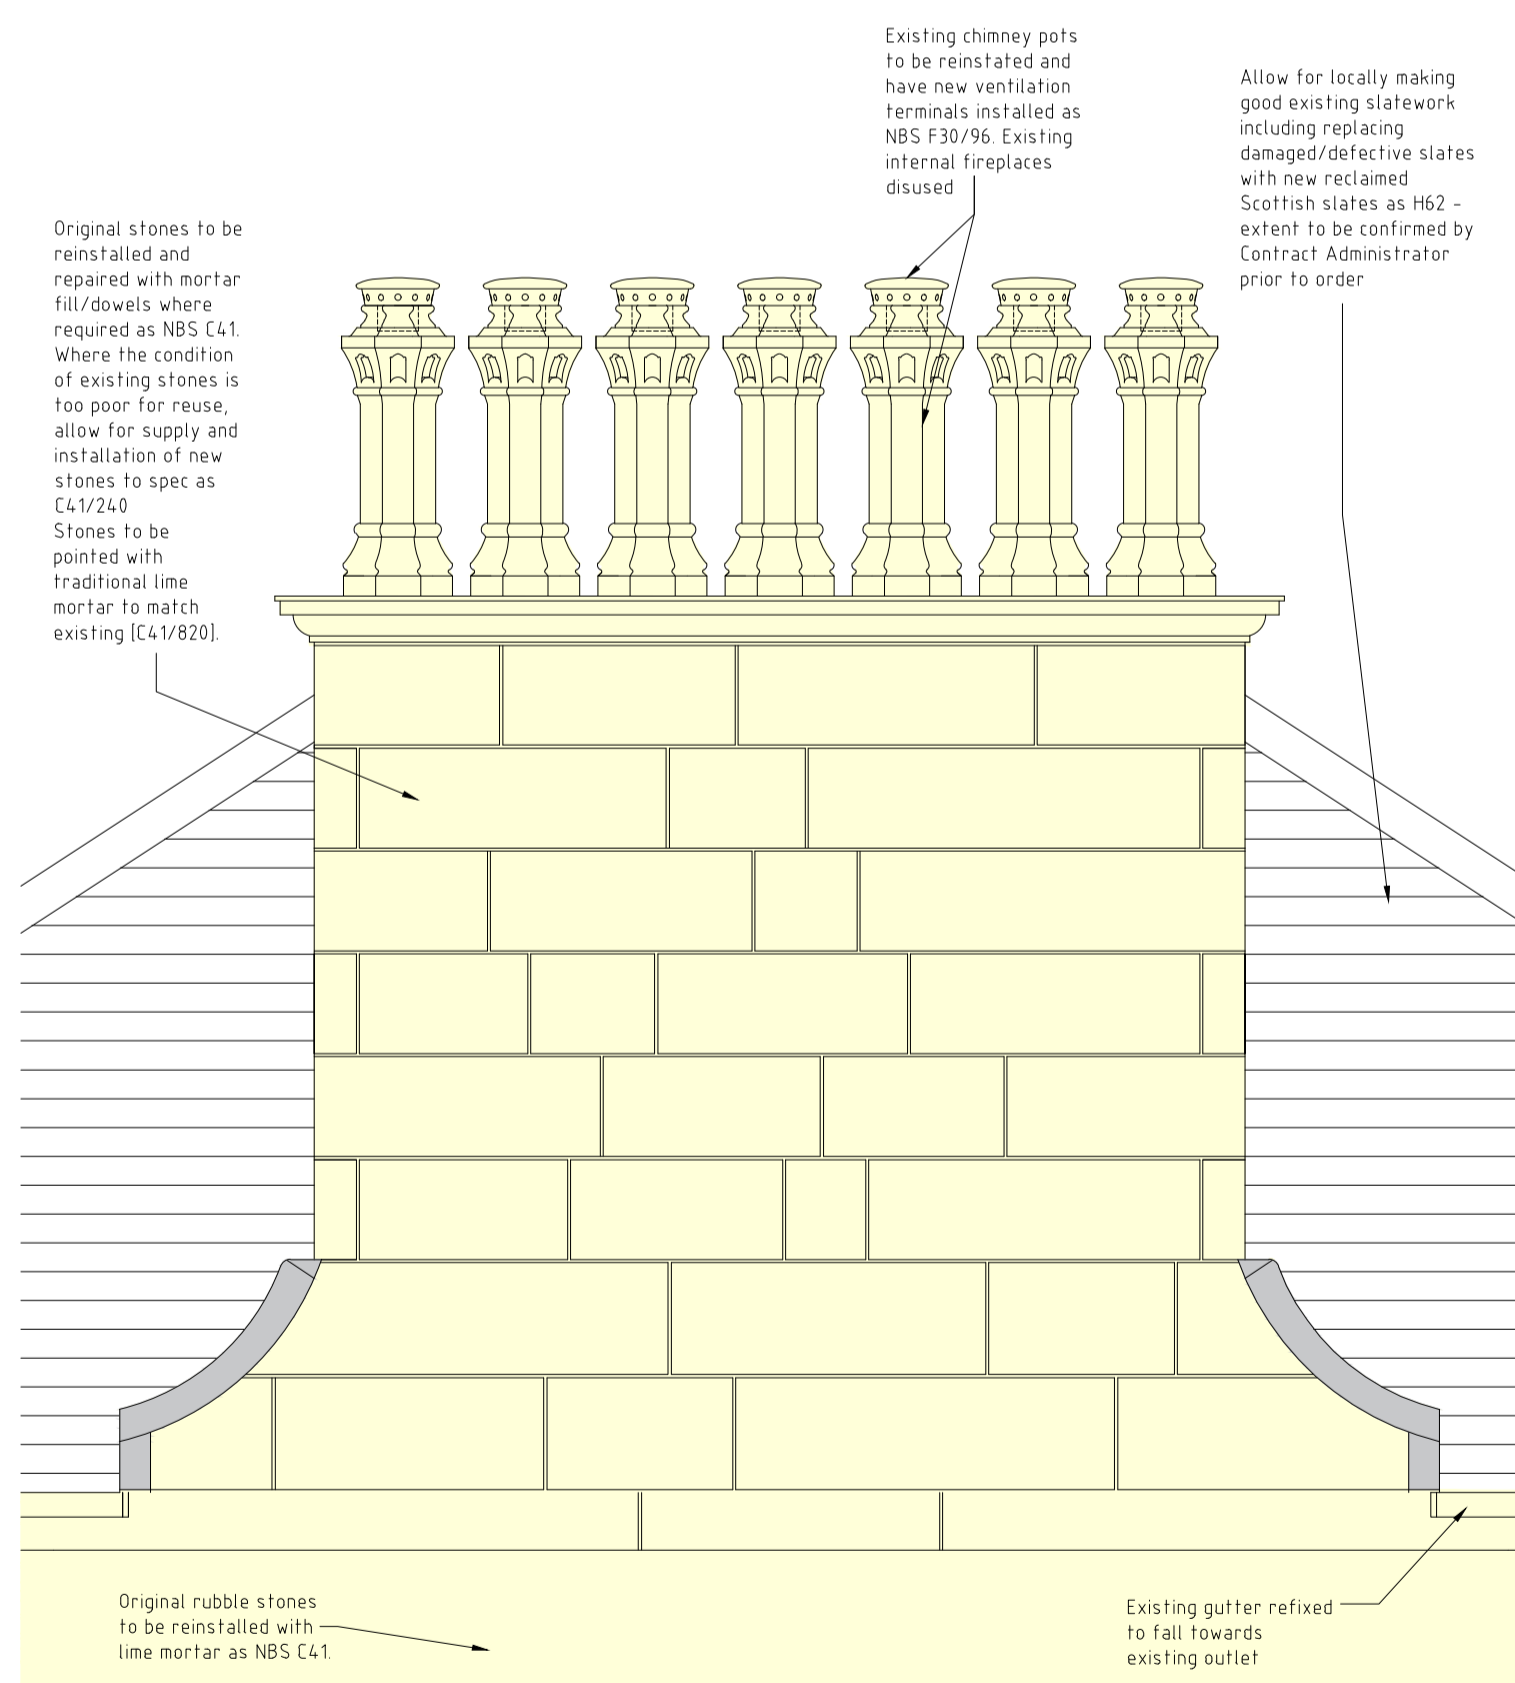 Existing chimney pots
to be reinstated and
have new ventilation
terminals installed as
NBS F30/96. Existing
internal fireplaces
disused
Allow for locally making
good existing slatework
including replacing
damaged/defective slates
with new reclaimed
Scottish slates as H62 -
extent to be confirmed by
Contract Administrator
prior to order
Original stones to be
reinstalled and
repaired with mortar
fill/dowels where
required as NBS C41.
Where the condition
of existing stones is
too poor for reuse,
allow for supply and
installation of new
stones to spec as
C41/240
Stones to be
pointed with
traditional lime
mortar to match
existing [C41/820].
Original rubble stones
to be reinstalled with
lime mortar as NBS C41.
Existing gutter refixed
to fall towards
existing outlet